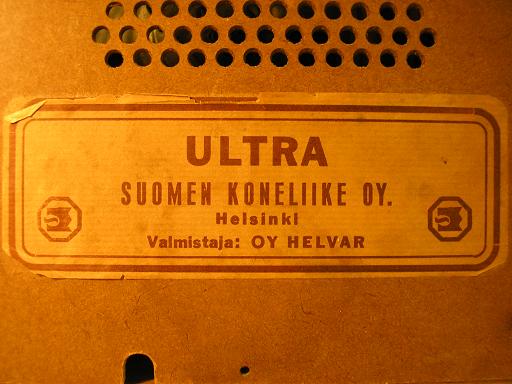 ULTRA
SUOMEN KONELIIKE OY.
Helsinki
Valmistaja: OY HELVAR